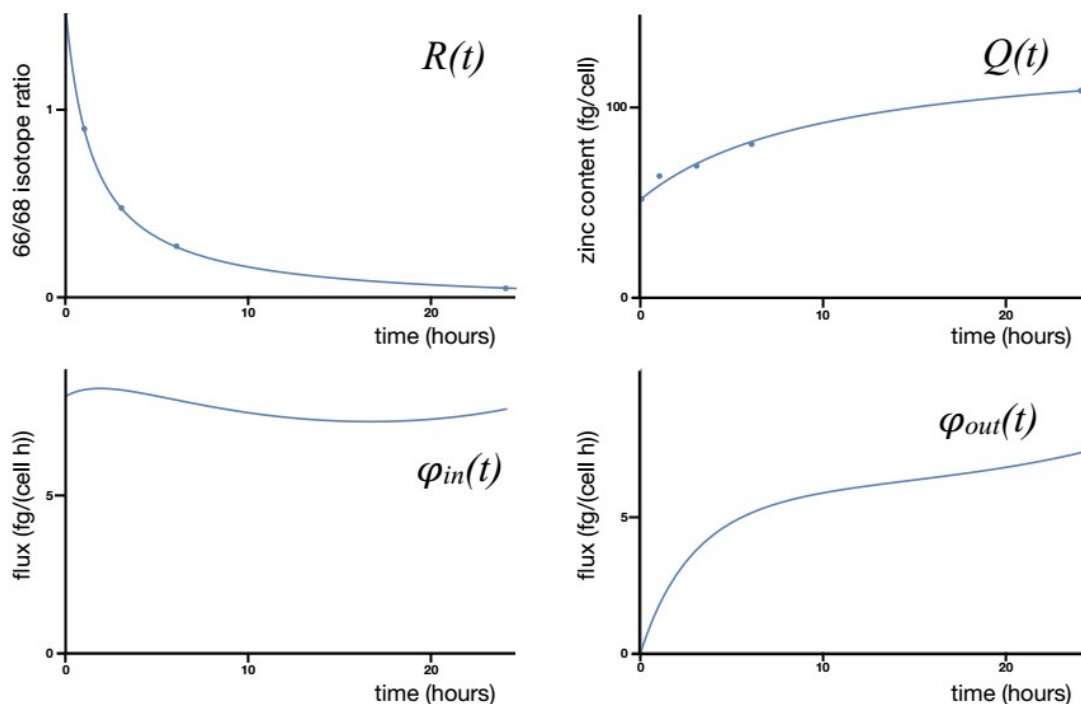 R(t)
66/68 isotope ratio
1
0
0
10
20
time (hours)
Q(t)
zinc content (fg/cell)
100
0
0
10
20
time (hours)
φin(t)
flux (fg/(cell h))
5
0
0
10
20
time (hours)
φout(t)
flux (fg/(cell h))
5
0
0
10
20
time (hours)